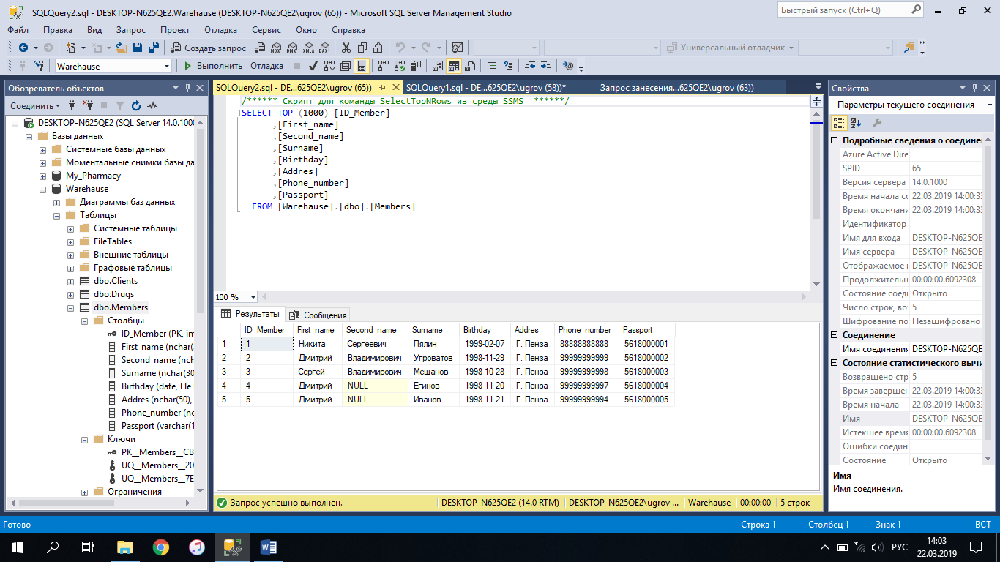 SQLQuery2.sql - DESKTOP-N625QE2.Warehause (DESKTOP-N625QE2\ugrov (65)) - Microsoft SQL Server Management Studio
Быстрый запуск (Ctrl+Q)
Файл Правка Вид Запрос Проект Отладка Сервис Окно Справка
Создать запрос MDX DMX XMLA DAX Универсальный отладчик
Warehause Выполнить Отладка
Обозреватель объектов
Соединить
DESKTOP-N625QE2 (SQL Server 14.0.1000
Базы данных
Системные базы данных
Моментальные снимки базы да
My_Pharmacy
Warehause
Диаграммы баз данных
Таблицы
Системные таблицы
FileTables
Внешние таблицы
Графовые таблицы
dbo.Clients
dbo.Drugs
dbo.Members
Столбцы
ID_Member (PK, in
First_name (nchar(
Second_name (nch
Surname (nchar(30
Birthday (date, Не
Addres (nchar(50),
Phone_number (nc
Passport (varchar(1
Ключи
PK__Members__CB
UQ__Members__20
UQ__Members__7E
Ограничения
SQLQuery2.sql - DE...625QE2\ugrov (65)) SQLQuery1.sql - DE...625QE2\ugrov (58))* Запрос занесения...625QE2\ugrov (63))
/****** Скрипт для команды SelectTopNRows из среды SSMS ******/
SELECT TOP (1000) [ID_Member]
,[First_name]
,[Second_name]
,[Surname]
,[Birthday]
,[Addres]
,[Phone_number]
,[Passport]
FROM [Warehause].[dbo].[Members]
100 %
Результаты Сообщения
ID_Member First_name Second_name Surname Birthday Addres Phone_number Passport
1 1 Никита Сергеевич Лялин 1999-02-07 Г. Пенза 88888888888 5618000001
2 2 Дмитрий Владимирович Угроватов 1998-11-29 Г. Пенза 99999999999 5618000002
3 3 Сергей Владимирович Мещанов 1998-10-28 Г. Пенза 99999999998 5618000003
4 4 Дмитрий NULL Егинов 1998-11-20 Г. Пенза 99999999997 5618000004
5 5 Дмитрий NULL Иванов 1998-11-21 Г. Пенза 99999999994 5618000005
Запрос успешно выполнен. DESKTOP-N625QE2 (14.0 RTM) DESKTOP-N625QE2\ugrov ... Warehause 00:00:00 5 строк
Свойства
Параметры текущего соединения
Подробные сведения о соедине
Azure Active Dire
SPID 65
Версия сервера 14.0.1000
Время начала сс 22.03.2019 14:00:33
Время окончани 22.03.2019 14:00:33
Идентификатор
Имя для входа DESKTOP-N625QE
Имя сервера DESKTOP-N625QE
Отображаемое и DESKTOP-N625QE
Продолжительн 00:00:00.6092308
Состояние соеди Открыто
Число строк, воз 5
Шифрование по Незашифровано
Соединение
Имя соединения DESKTOP-N625QE
Состояние статистического вычи
Возвращено стр 5
Время завершен 22.03.2019 14:00:33
Время начала 22.03.2019 14:00:33
Имя DESKTOP-N625QE
Истекшее время 00:00:00.6092308
Ошибки соедин
Состояние Открыто
Имя
Имя соединения.
Готово Строка 1 Столбец 1 Знак 1 ВСТ
РУС
14:03
22.03.2019